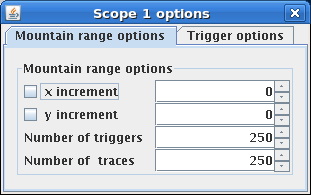 Scope 1 options
Mountain range options Trigger options
Mountain range options
x increment 0
y increment 0
Number of triggers 250
Number of traces 250